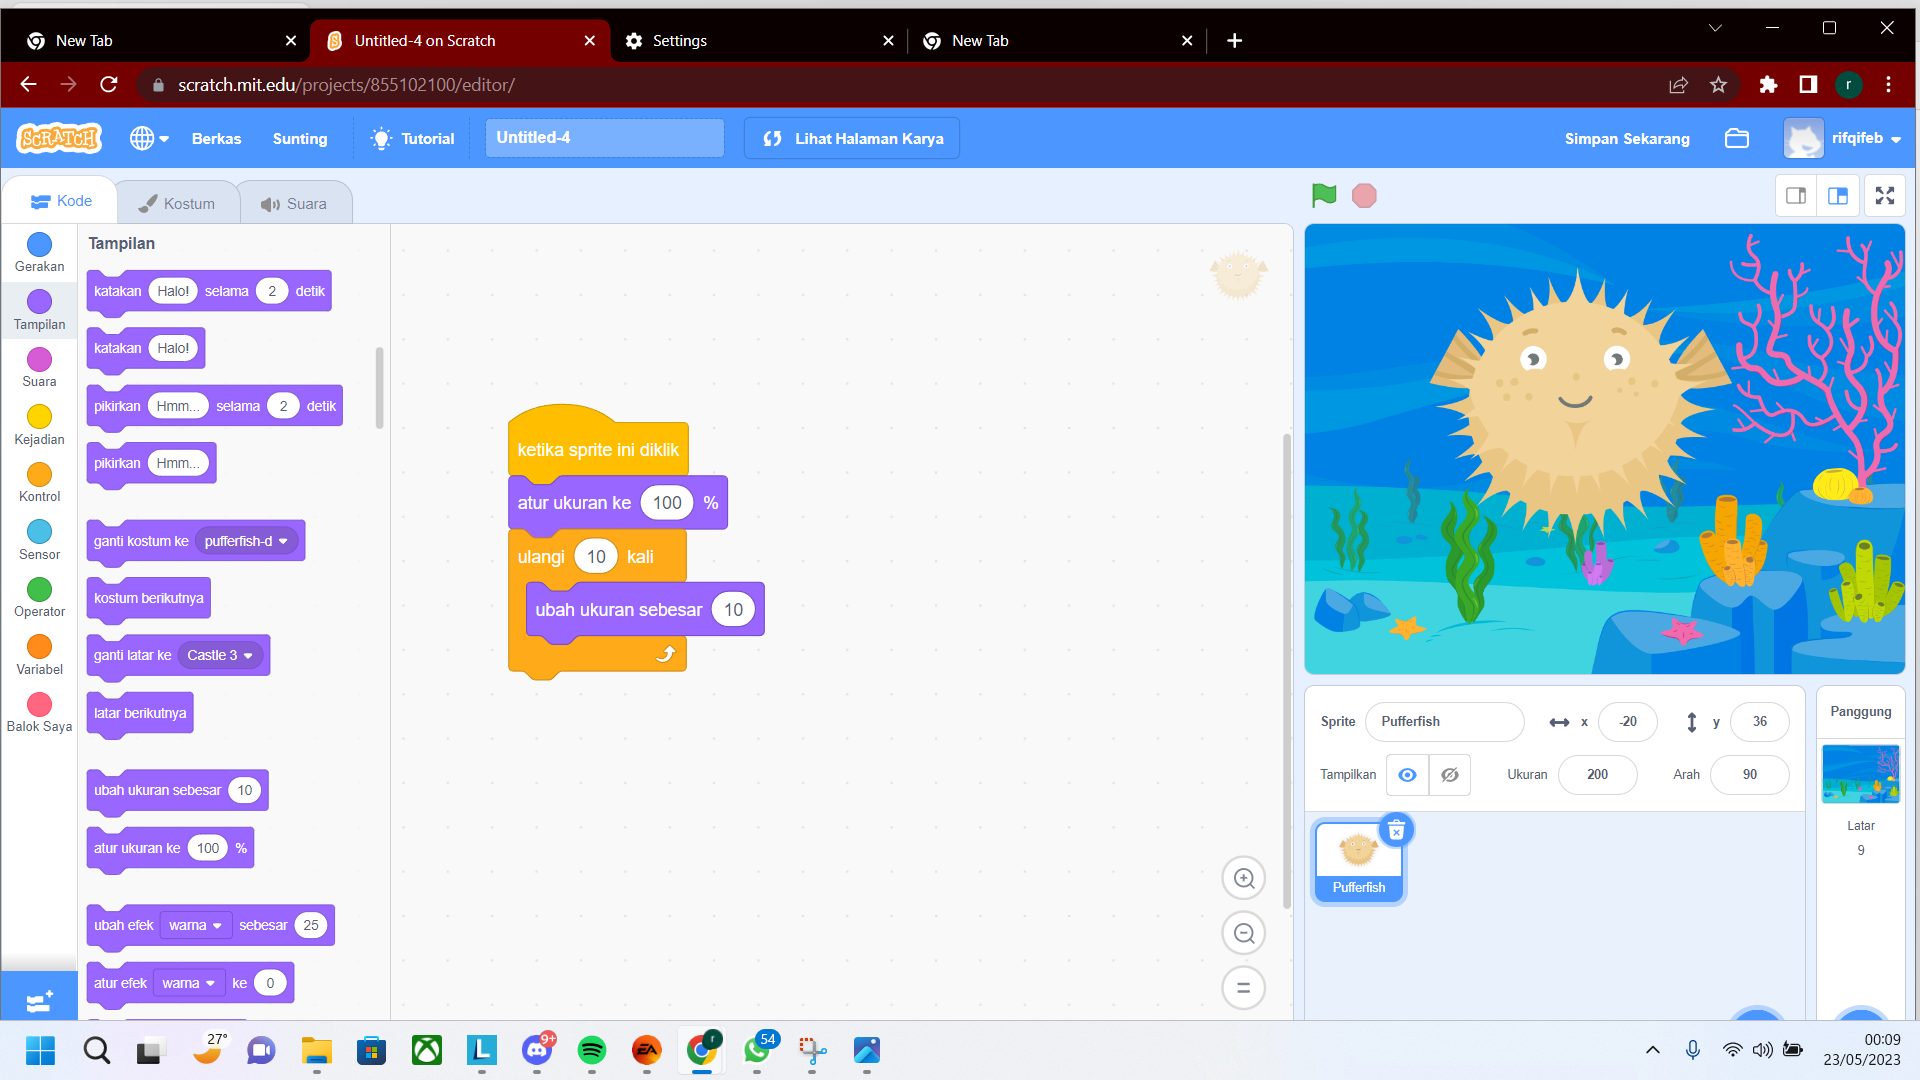 New Tab
Untitled-4 on Scratch
Settings
New Tab
scratch.mit.edu/projects/855102100/editor/
r
SCRATCH
Berkas
Sunting
Tutorial
Untitled-4
Lihat Halaman Karya
Simpan Sekarang
rifqifeb
Kode
Kostum
Suara
Gerakan
Tampilan
Suara
Kejadian
Kontrol
Sensor
Operator
Variabel
Balok Saya
Tampilan
katakan Halo! selama 2 detik
katakan Halo!
pikirkan Hmm... selama 2 detik
pikirkan Hmm...
ganti kostum ke pufferfish-d
kostum berikutnya
ganti latar ke Castle 3
latar berikutnya
ubah ukuran sebesar 10
atur ukuran ke 100 %
ubah efek warna sebesar 25
atur efek warna ke 0
ketika sprite ini diklik
atur ukuran ke 100 %
ulangi 10 kali
ubah ukuran sebesar 10
Sprite Pufferfish x -20 y 36
Tampilkan Ukuran 200 Arah 90
Pufferfish
Panggung
Latar
9
27°
9+
r
54
00:09
23/05/2023